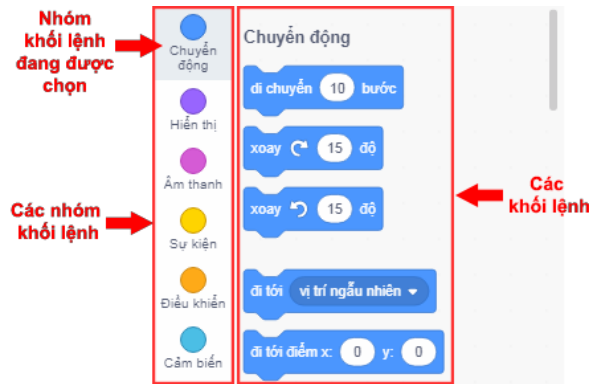 Nhóm
khối lệnh
đang được
chọn
Các nhóm
khối lệnh
Chuyển
động
Hiển thị
Âm thanh
Sự kiện
Điều khiển
Cảm biến
Chuyển động
di chuyển 10 bước
xoay 15 độ
xoay 15 độ
đi tới vị trí ngẫu nhiên
đi tới điểm x: 0 y: 0
Các
khối lệnh